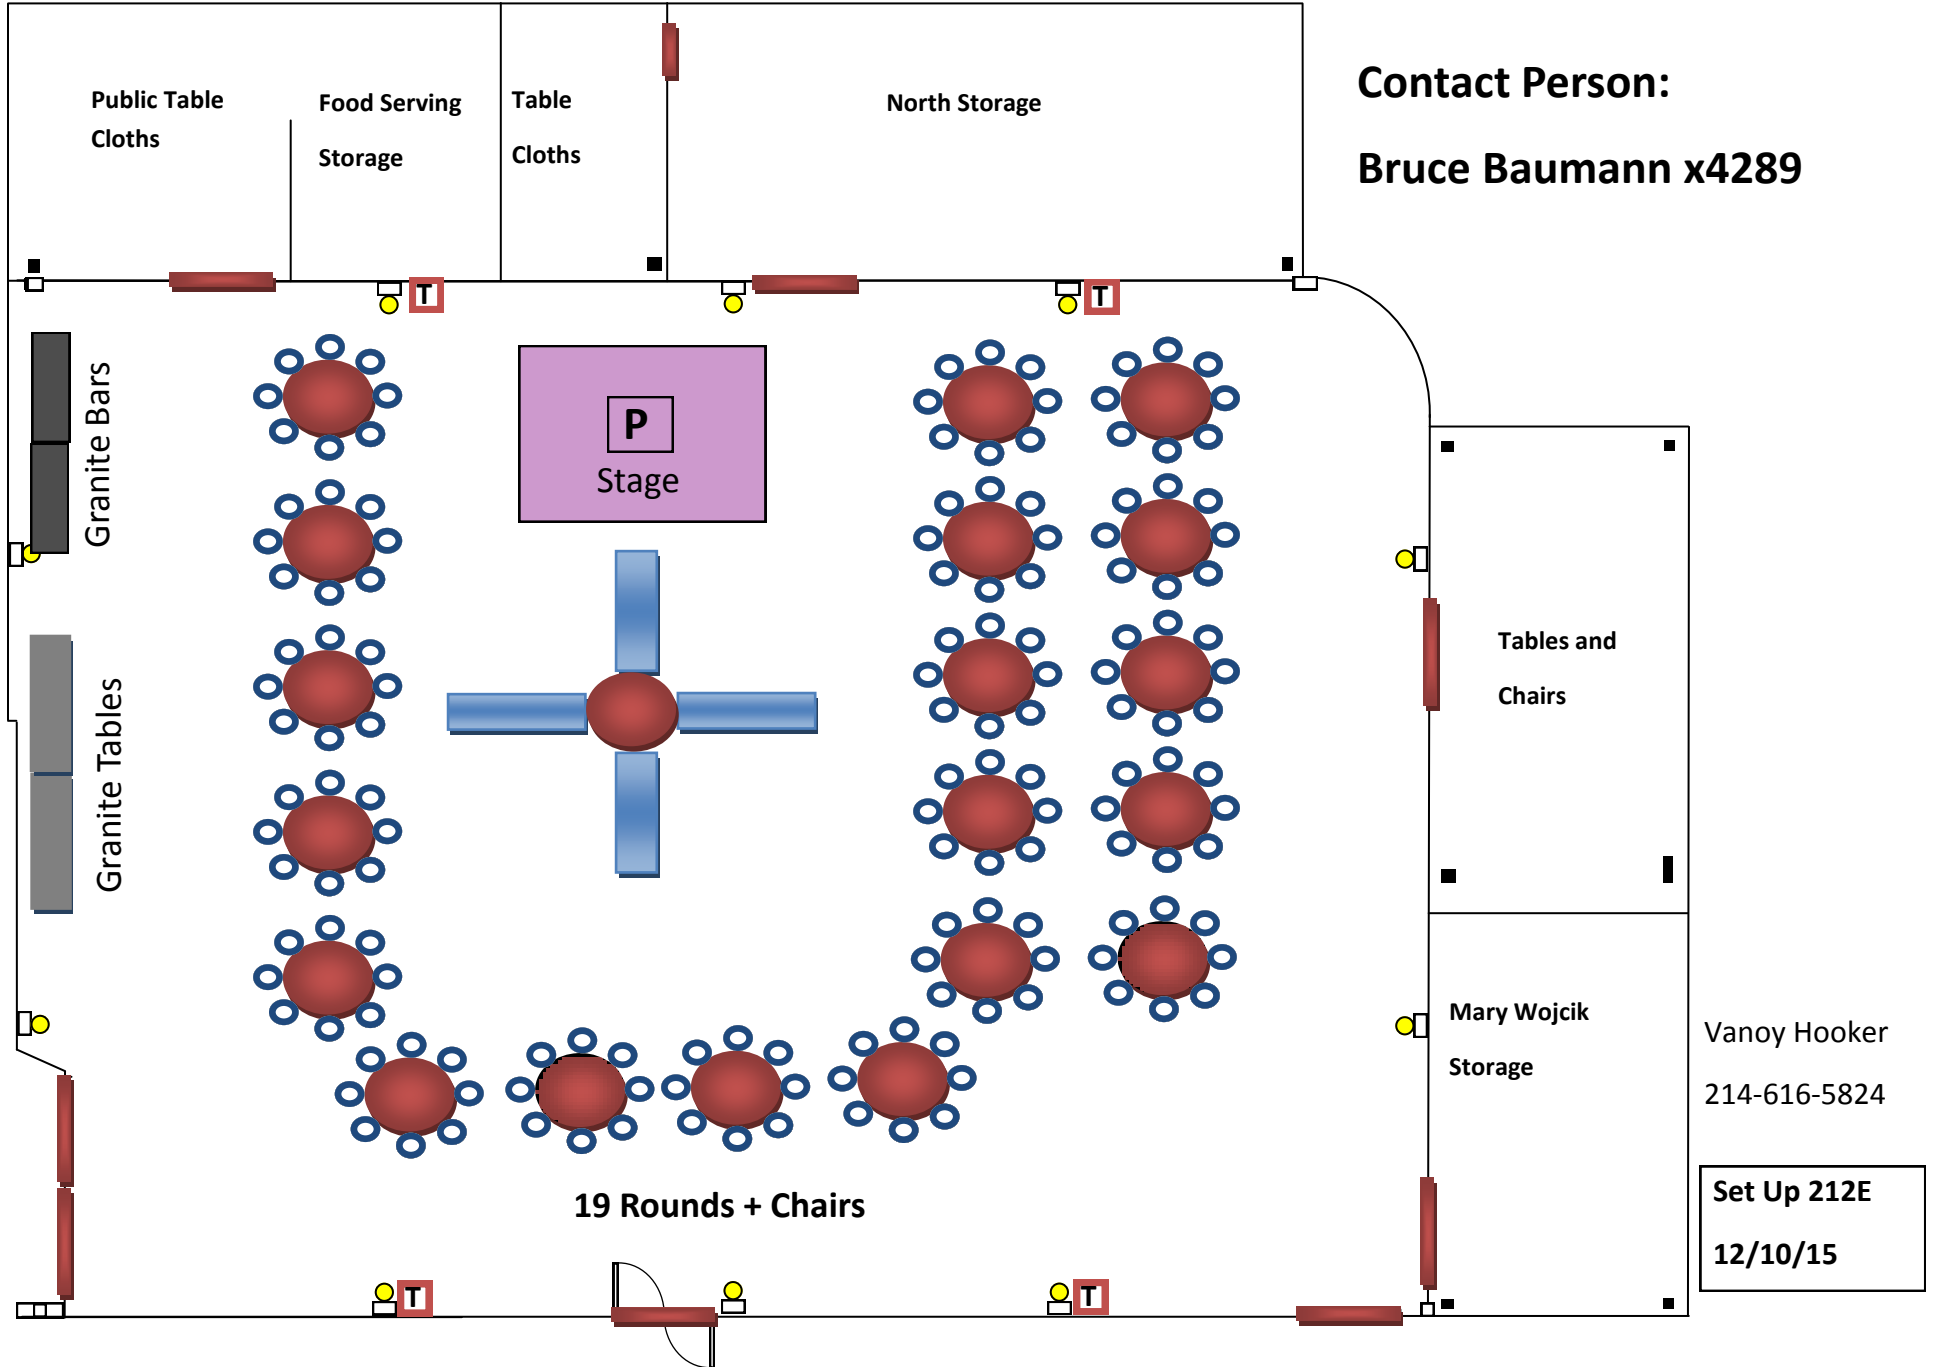 Public Table
Cloths
Food Serving
Storage
Table
Cloths
North Storage
Contact Person:
Bruce Baumann x4289
T
T
Granite Bars
P
Stage
Granite Tables
Tables and
Chairs
Mary Wojcik
Storage
Vanoy Hooker
214-616-5824
19 Rounds + Chairs
Set Up 212E
12/10/15
T
T